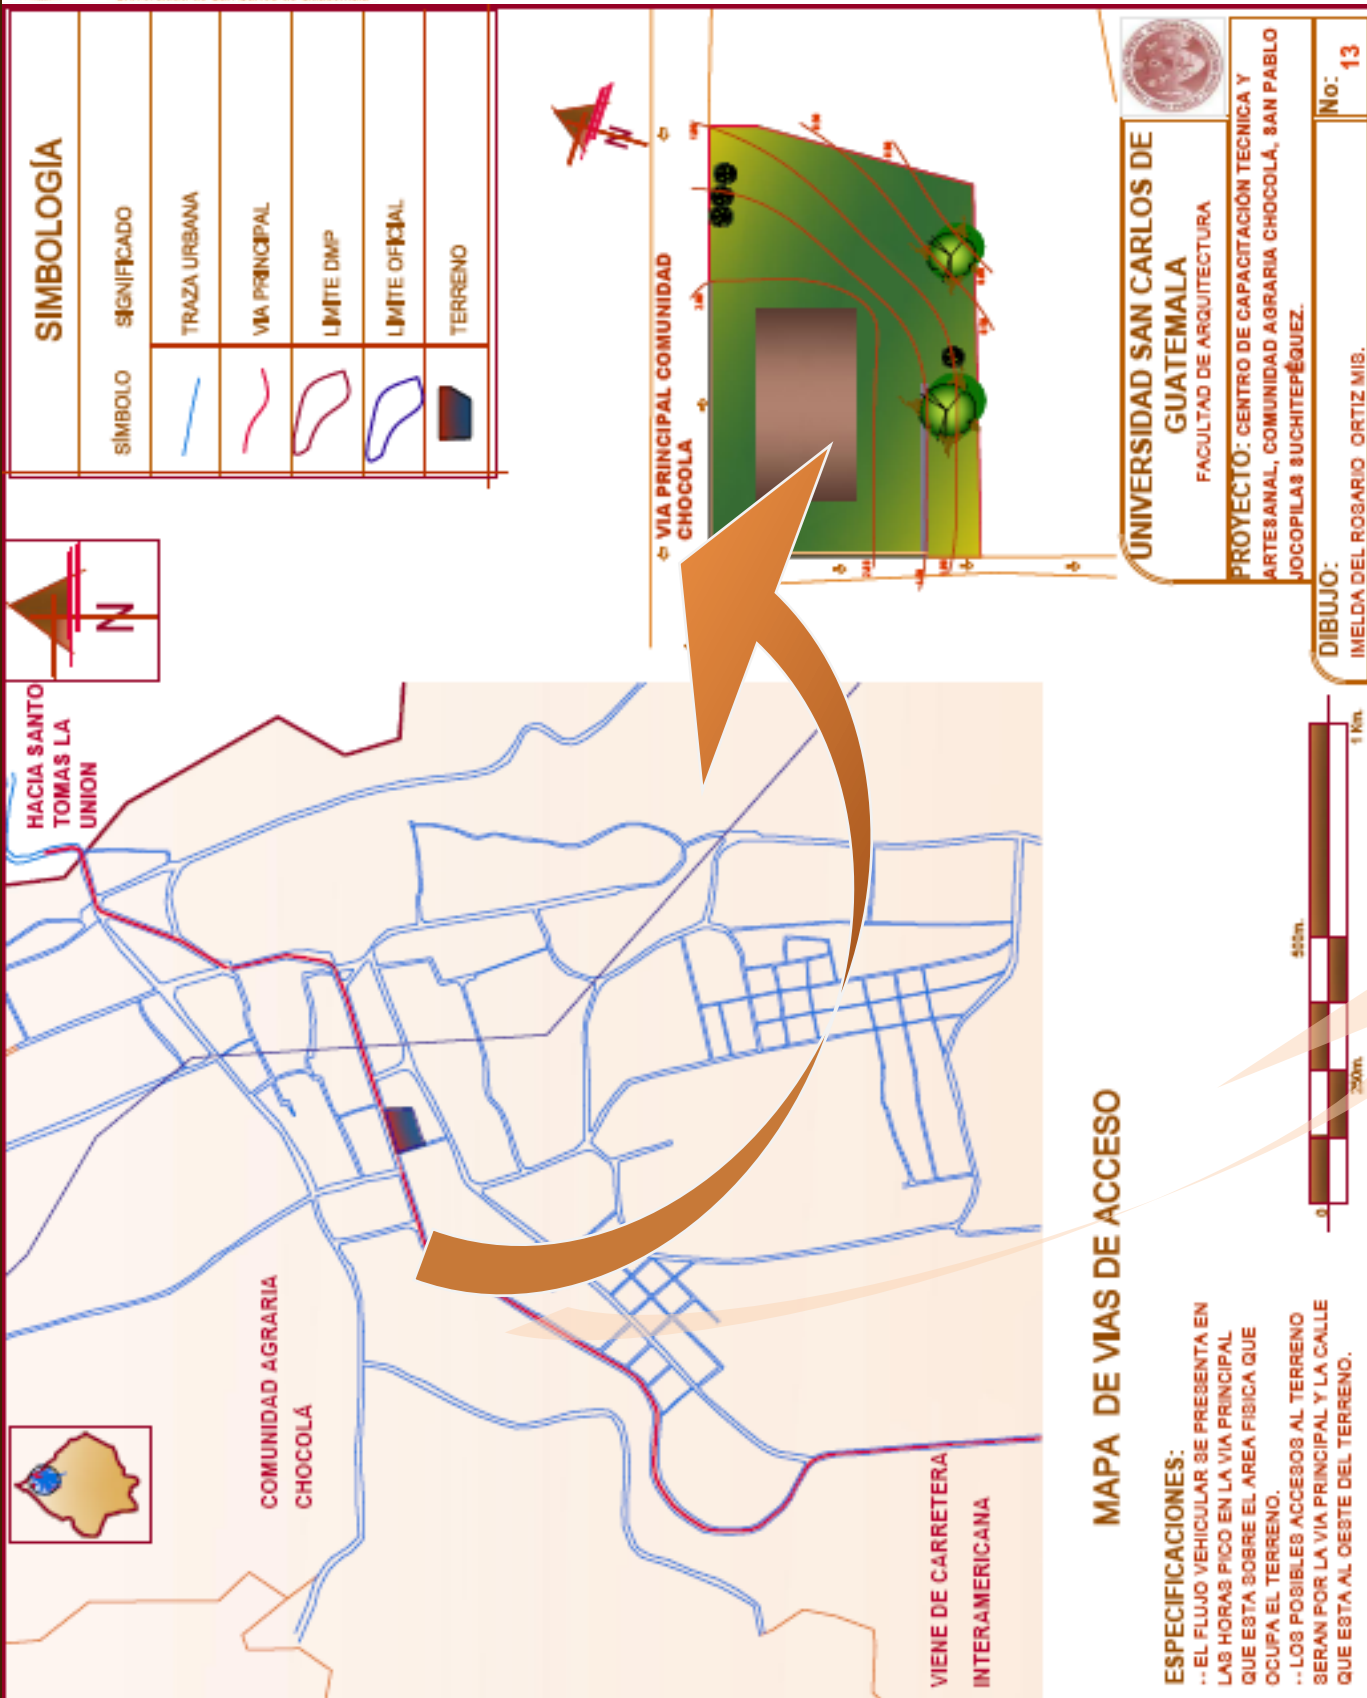 HACIA SANTO
TOMAS LA
UNION
N
SIMBOLOGÍA
SÍMBOLO SIGNIFICADO
TRAZA URBANA
VIA PRINCIPAL
LIMITE DMP
LIMITE OFICIAL
TERRENO
COMUNIDAD AGRARIA
CHOCOLÁ
VIENE DE CARRETERA
INTERAMERICANA
N
VIA PRINCIPAL COMUNIDAD
CHOCOLA
MAPA DE VIAS DE ACCESO
ESPECIFICACIONES:
-- EL FLUJO VEHICULAR SE PRESENTA EN
LAS HORAS PICO EN LA VIA PRINCIPAL
QUE ESTA SOBRE EL AREA FISICA QUE
OCUPA EL TERRENO.
-- LOS POSIBLES ACCESOS AL TERRENO
SERAN POR LA VIA PRINCIPAL Y LA CALLE
QUE ESTA AL OESTE DEL TERRENO.
0
250m.
500m.
1 Km.
UNIVERSIDAD SAN CARLOS DE
GUATEMALA
FACULTAD DE ARQUITECTURA
PROYECTO: CENTRO DE CAPACITACIÓN TECNICA Y
ARTESANAL, COMUNIDAD AGRARIA CHOCOLÁ, SAN PABLO
JOCOPILAS SUCHITEPÉQUEZ.
DIBUJO:
IMELDA DEL ROSARIO ORTIZ MIS.
No:
13